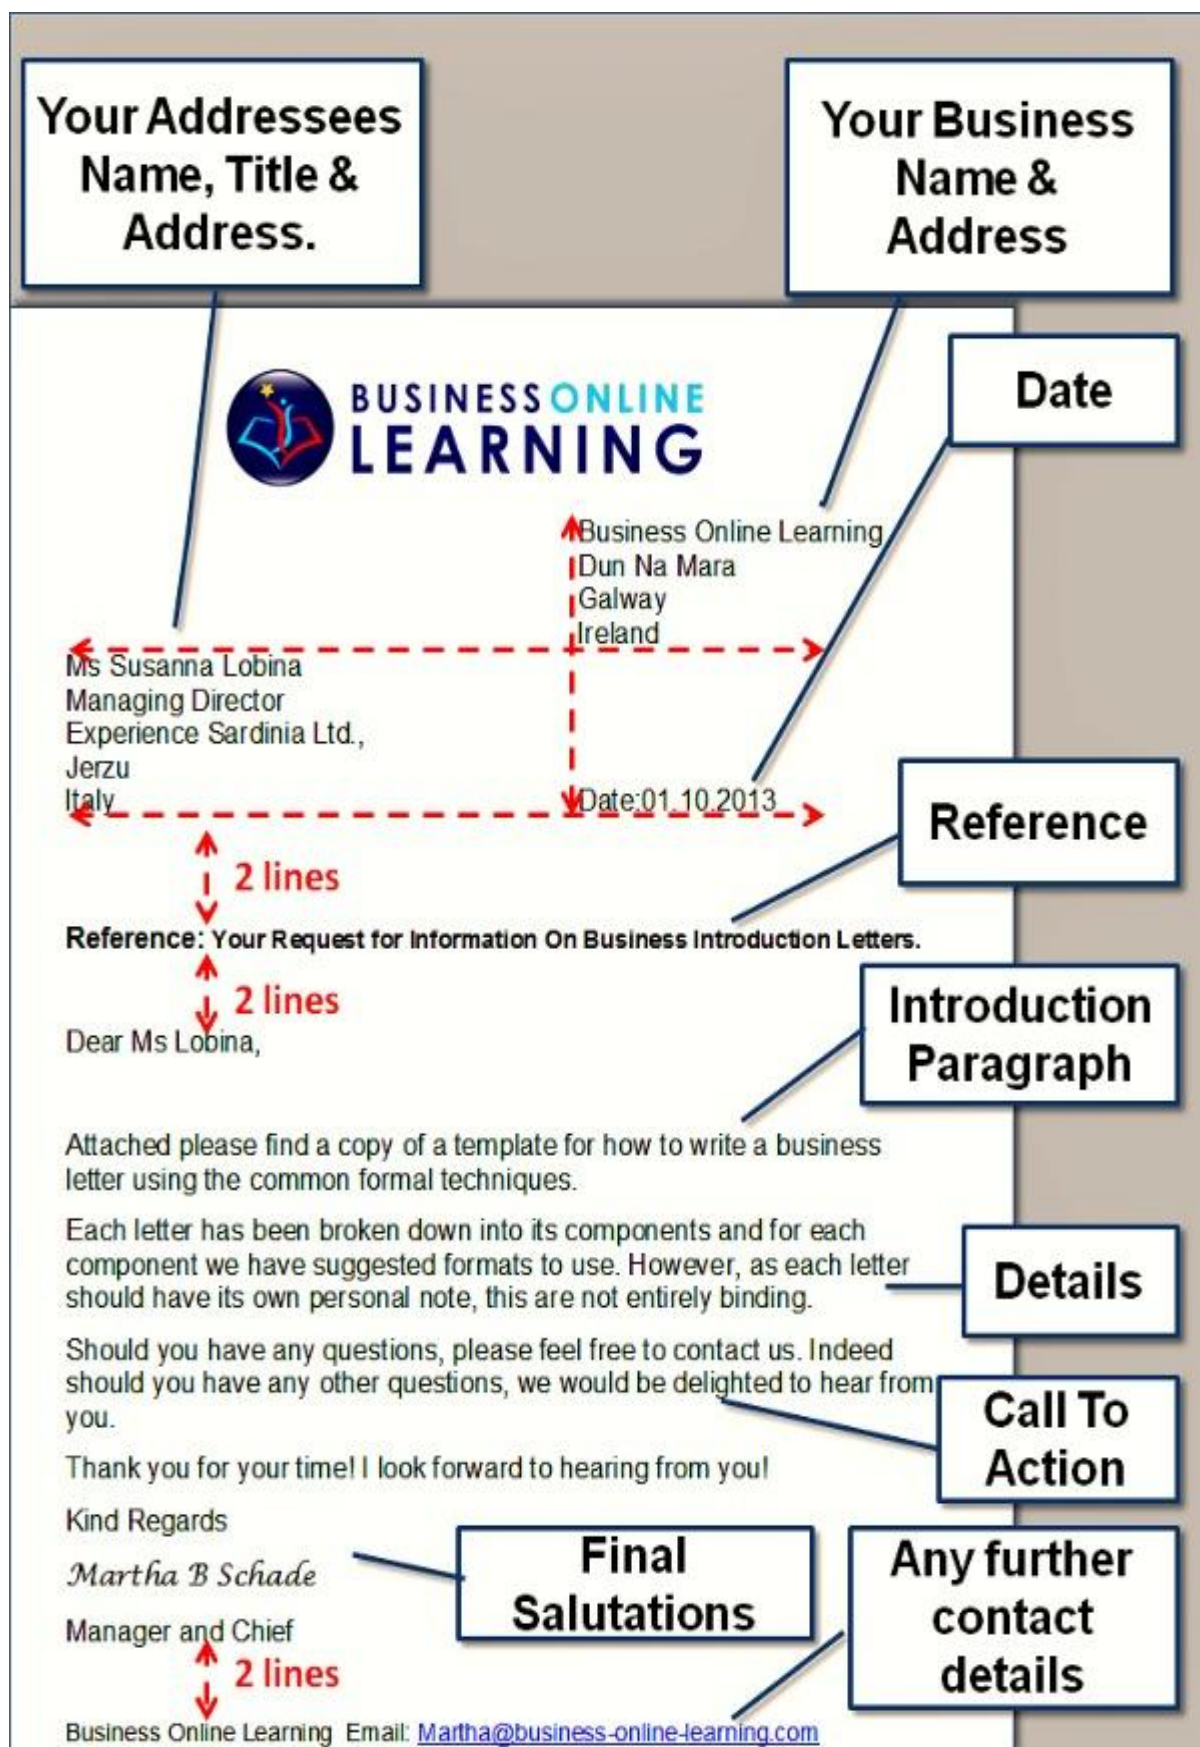 Your Addressees
Name, Title &
Address.
Your Business
Name &
Address
Date
BUSINESS ONLINE
LEARNING
Business Online Learning
Dun Na Mara
Galway
Ireland
Ms Susanna Lobina
Managing Director
Experience Sardinia Ltd.,
Jerzu
Italy
Date:01.10.2013
Reference
2 lines
Reference: Your Request for Information On Business Introduction Letters.
2 lines
Introduction
Paragraph
Dear Ms Lobina,
Attached please find a copy of a template for how to write a business
letter using the common formal techniques.
Each letter has been broken down into its components and for each
component we have suggested formats to use. However, as each letter
should have its own personal note, this are not entirely binding.
Details
Should you have any questions, please feel free to contact us. Indeed
should you have any other questions, we would be delighted to hear from
you.
Call To
Action
Thank you for your time! I look forward to hearing from you!
Kind Regards
Martha B Schade
Manager and Chief
Final
Salutations
Any further
contact
details
2 lines
Business Online Learning Email: Martha@business-online-learning.com